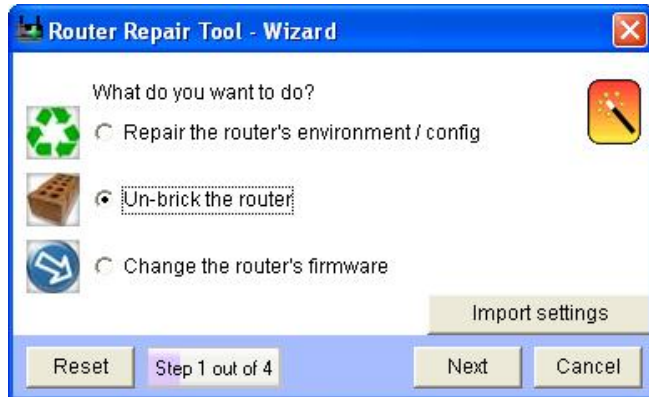 Router Repair Tool - Wizard
What do you want to do?
Repair the router's environment / config
Un-brick the router
Change the router's firmware
Import settings
Reset
Step 1 out of 4
Next
Cancel